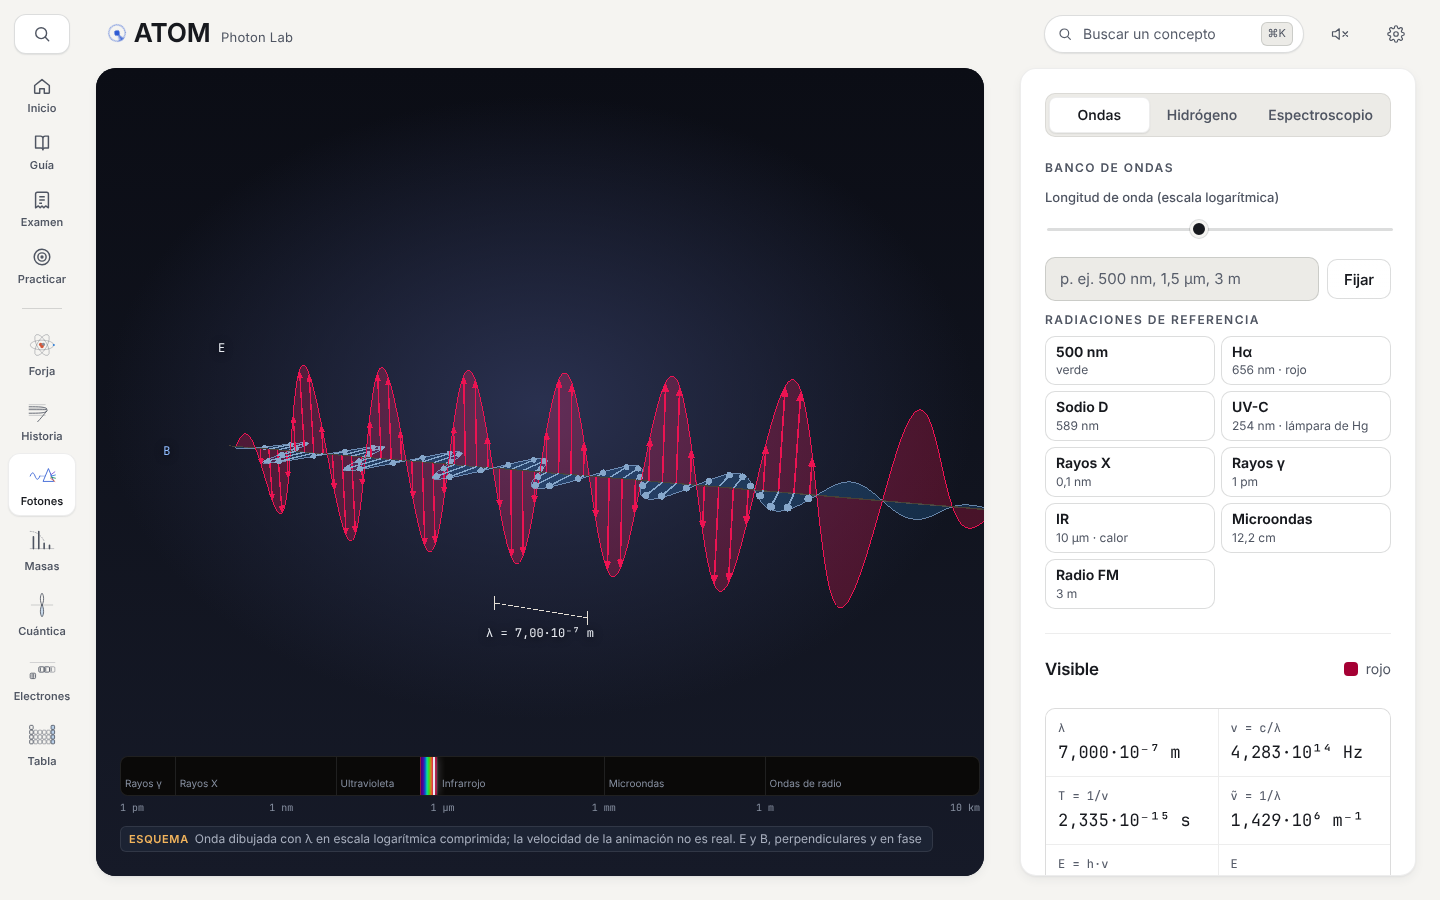 ATOM Photon Lab
Buscar un concepto ⌘K
Inicio
Guía
Examen
Practicar
Forja
Historia
Fotones
Masas
Cuántica
Electrones
Tabla
E
B
λ = 7,00·10⁻⁷ m
Rayos γ Rayos X Ultravioleta Infrarrojo Microondas Ondas de radio
1 pm 1 nm 1 µm 1 mm 1 m 10 km
ESQUEMA Onda dibujada con λ en escala logarítmica comprimida; la velocidad de la animación no es real. E y B, perpendiculares y en fase
Ondas Hidrógeno Espectroscopio
BANCO DE ONDAS
Longitud de onda (escala logarítmica)
p. ej. 500 nm, 1,5 µm, 3 m Fijar
RADIACIONES DE REFERENCIA
500 nm
verde
Hα
656 nm · rojo
Sodio D
589 nm
UV-C
254 nm · lámpara de Hg
Rayos X
0,1 nm
Rayos γ
1 pm
IR
10 µm · calor
Microondas
12,2 cm
Radio FM
3 m
Visible rojo
λ
7,000·10⁻⁷ m
ν = c/λ
4,283·10¹⁴ Hz
T = 1/ν
2,335·10⁻¹⁵ s
ṽ = 1/λ
1,429·10⁶ m⁻¹
E = h·ν
E